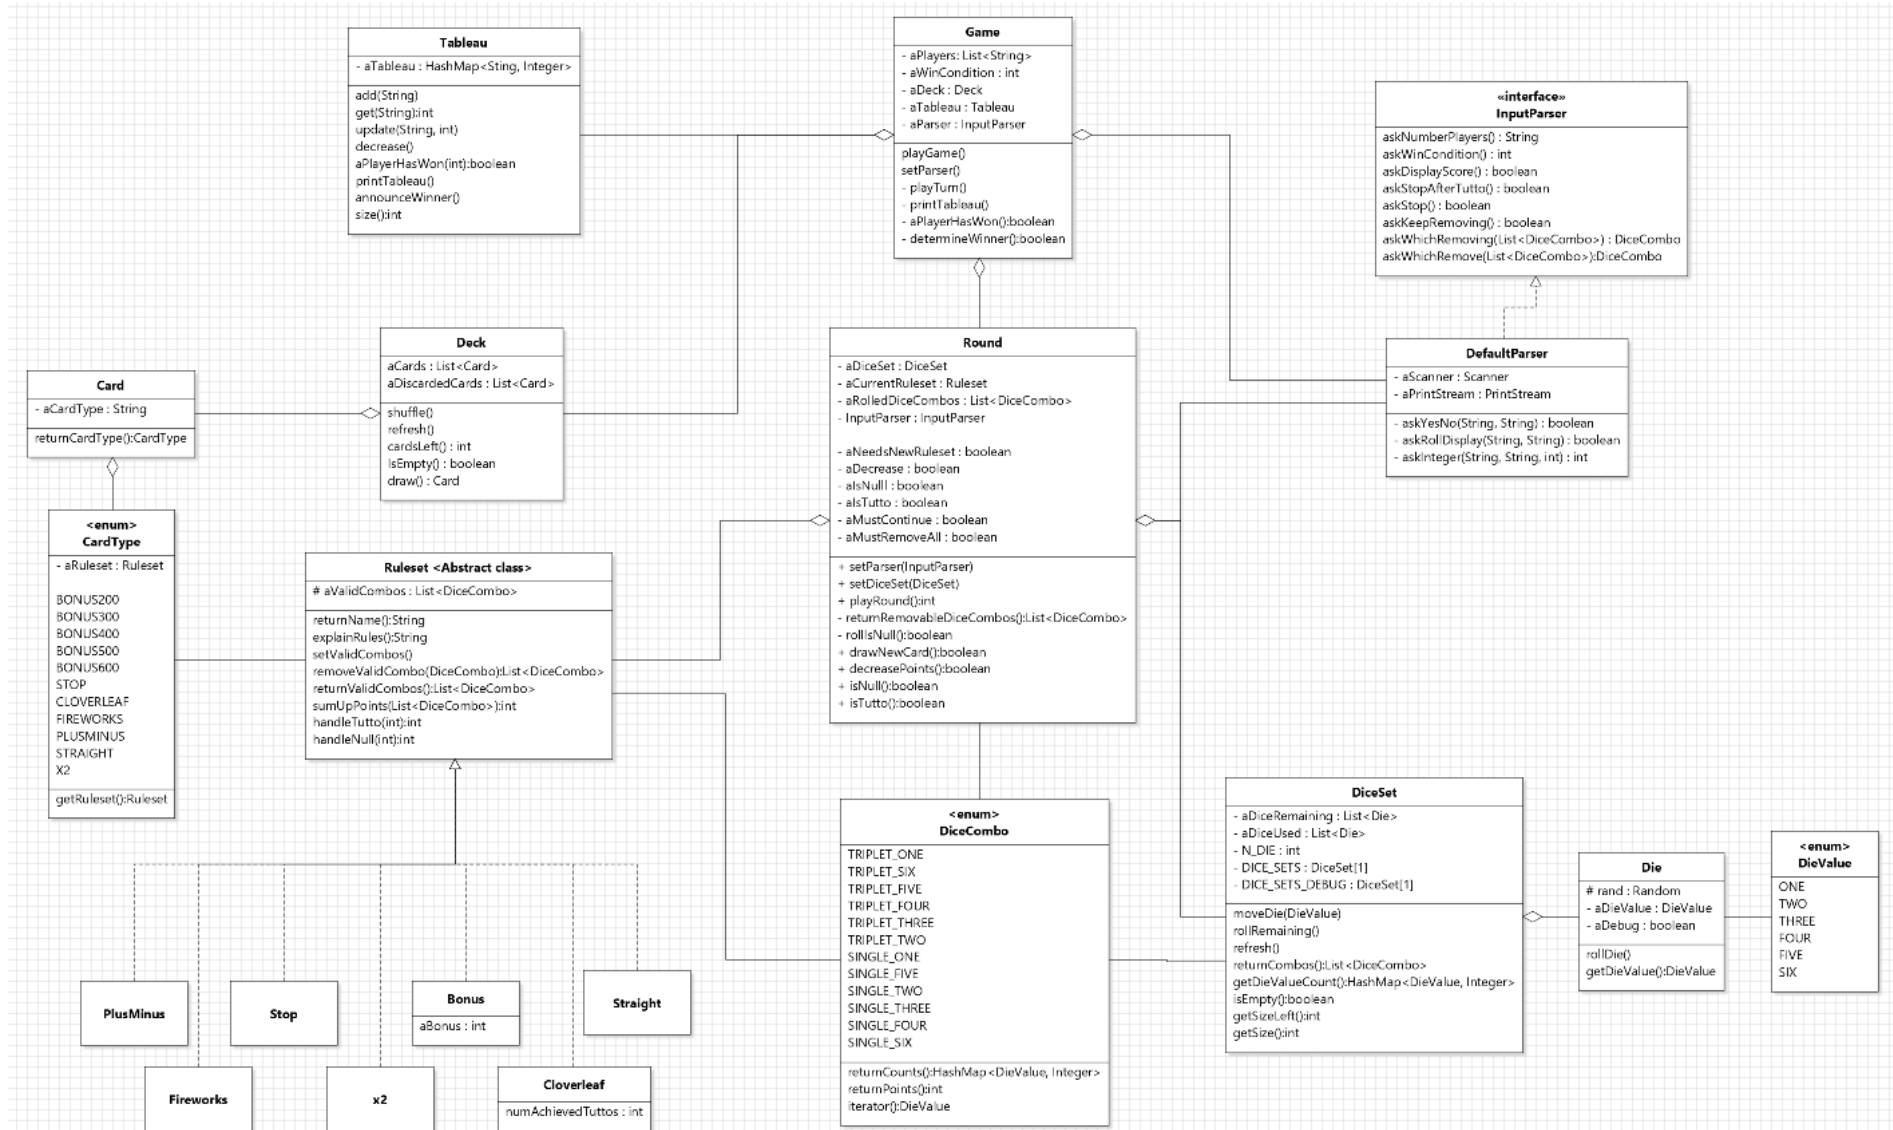 Tableau
- aTableau : HashMap<Sting, Integer>
add(String)
get(String):int
update(String, int)
decrease()
aPlayerHasWon(int):boolean
printTableau()
announceWinner()
size():int
Game
- aPlayers: List<String>
- aWinCondition : int
- aDeck : Deck
- aTableau : Tableau
- aParser : InputParser
playGame()
setParser()
- playTurn()
- printTableau()
- aPlayerHasWon():boolean
- determineWinner():boolean
«interface»
InputParser
askNumberPlayers() : String
askWinCondition() : int
askDisplayScore() : boolean
askStopAfterTutto() : boolean
askStop() : boolean
askKeepRemoving() : boolean
askWhichRemoving(List<DiceCombo>) : DiceCombo
askWhichRemove(List<DiceCombo>):DiceCombo
Deck
aCards : List<Card>
aDiscardedCards : List<Card>
shuffle()
refresh()
cardsLeft() : int
isEmpty() : boolean
draw() : Card
Card
- aCardType : String
returnCardType():CardType
<enum>
CardType
- aRuleset : Ruleset
BONUS200
BONUS300
BONUS400
BONUS500
BONUS600
STOP
CLOVERLEAF
FIREWORKS
PLUSMINUS
STRAIGHT
X2
getRuleset():Ruleset
Ruleset <Abstract class>
# aValidCombos : List<DiceCombo>
returnName():String
explainRules():String
setValidCombos()
removeValidCombo(DiceCombo):List<DiceCombo>
returnValidCombos():List<DiceCombo>
sumUpPoints(List<DiceCombo>):int
handleTutto(int):int
handleNull(int):int
Round
- aDiceSet : DiceSet
- aCurrentRuleset : Ruleset
- aRolledDiceCombos : List<DiceCombo>
- InputParser : InputParser
- aNeedsNewRuleset : boolean
- aDecrease : boolean
- aIsNulll : boolean
- aIsTutto : boolean
- aMustContinue : boolean
- aMustRemoveAll : boolean
+ setParser(InputParser)
+ setDiceSet(DiceSet)
+ playRound():int
- returnRemovableDiceCombos():List<DiceCombo>
- rollIsNull():boolean
+ drawNewCard():boolean
+ decreasePoints():boolean
+ isNull():boolean
+ isTutto():boolean
DefaultParser
- aScanner : Scanner
- aPrintStream : PrintStream
- askYesNo(String, String) : boolean
- askRollDisplay(String, String) : boolean
- askInteger(String, String, int) : int
<enum>
DiceCombo
TRIPLET_ONE
TRIPLET_SIX
TRIPLET_FIVE
TRIPLET_FOUR
TRIPLET_THREE
TRIPLET_TWO
SINGLE_ONE
SINGLE_FIVE
SINGLE_TWO
SINGLE_THREE
SINGLE_FOUR
SINGLE_SIX
returnCounts():HashMap<DieValue, Integer>
returnPoints():int
iterator():DieValue
DiceSet
- aDiceRemaining : List<Die>
- aDiceUsed : List<Die>
- N_DIE : int
- DICE_SETS : DiceSet[1]
- DICE_SETS_DEBUG : DiceSet[1]
moveDie(DieValue)
rollRemaining()
refresh()
returnCombos():List<DiceCombo>
getDieValueCount():HashMap<DieValue, Integer>
isEmpty():boolean
getSizeLeft():int
getSize():int
Die
# rand : Random
- aDieValue : DieValue
- aDebug : boolean
rollDie()
getDieValue():DieValue
<enum>
DieValue
ONE
TWO
THREE
FOUR
FIVE
SIX
PlusMinus
Stop
Bonus
aBonus : int
Straight
Fireworks
x2
Cloverleaf
numAchievedTuttos : int